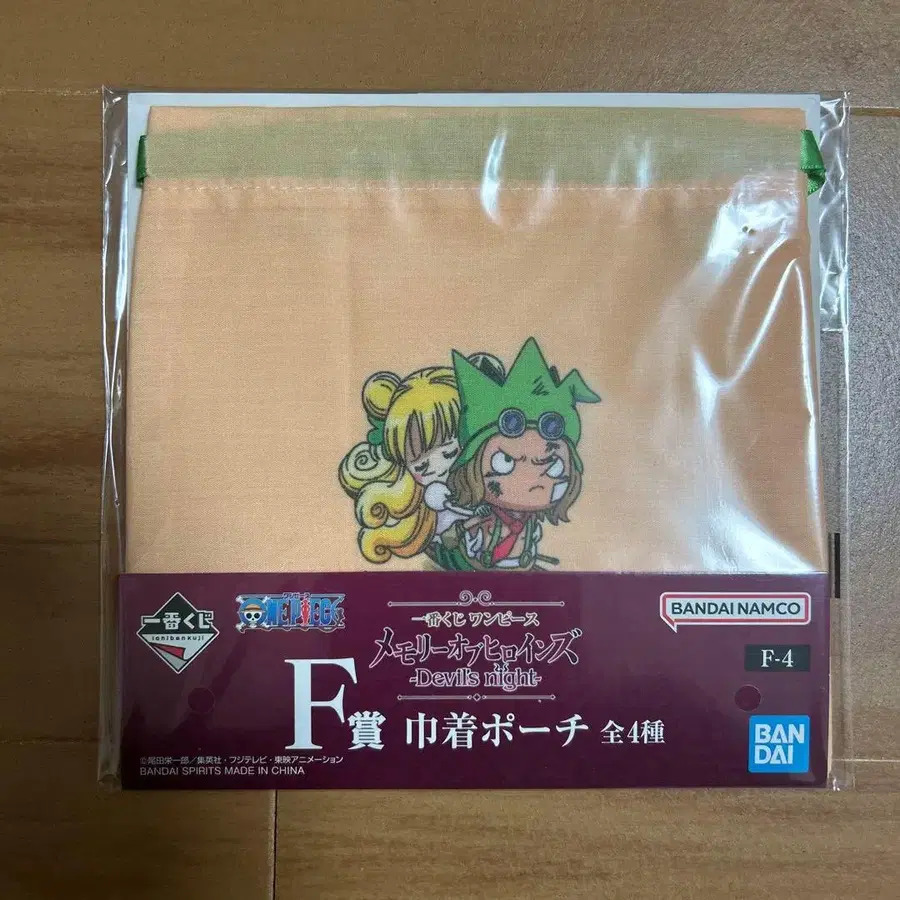 一番くじ
ichibankuji
ワンピース
ONE PIECE
一番くじ ワンピース
メモリーオブヒロインズ
-Devil's night-
BANDAI NAMCO
F-4
F賞 巾着ポーチ 全4種
BAN
DAI
©尾田栄一郎／集英社・フジテレビ・東映アニメーション
BANDAI SPIRITS MADE IN CHINA